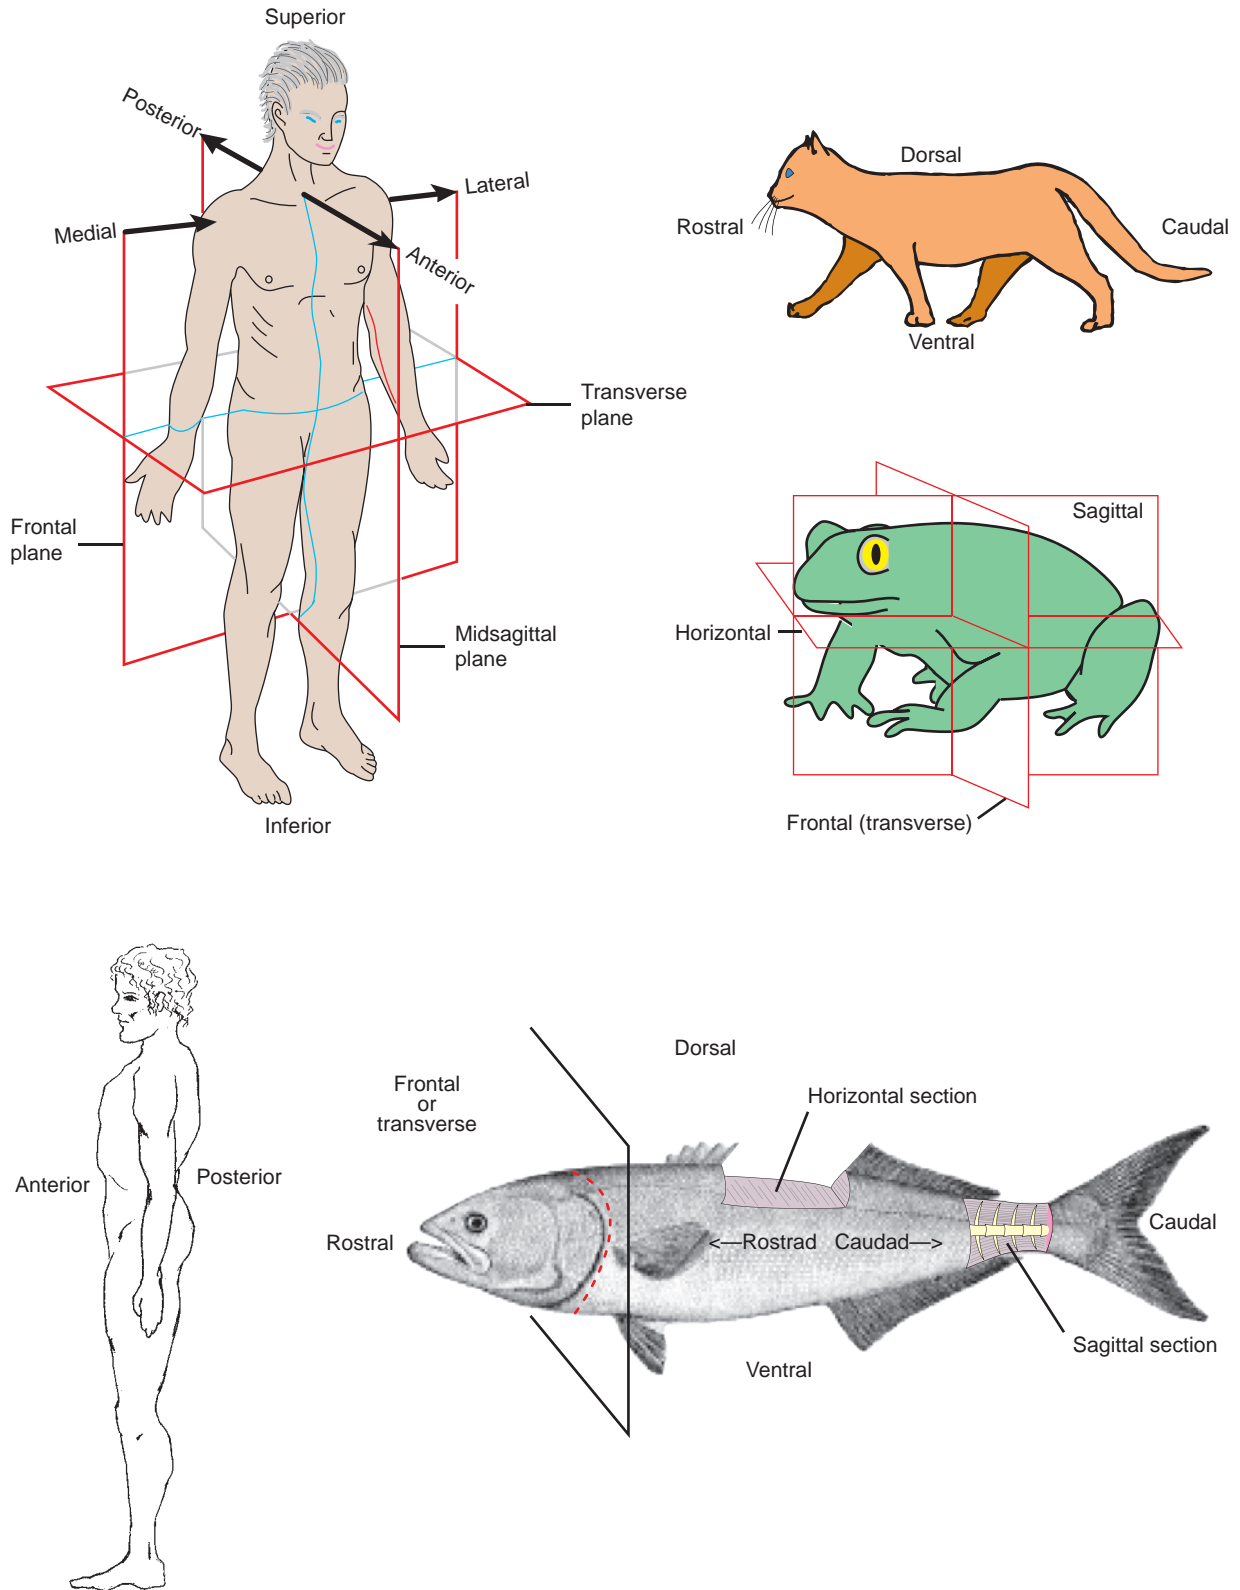 Superior
Posterior
Lateral
Medial
Anterior
Transverse
plane
Frontal
plane
Midsagittal
plane
Inferior
Dorsal
Rostral
Caudal
Ventral
Sagittal
Horizontal
Frontal (transverse)
Anterior
Posterior
Dorsal
Frontal
or
transverse
Horizontal section
Rostral
<—Rostrad Caudad—>
Caudal
Sagittal section
Ventral